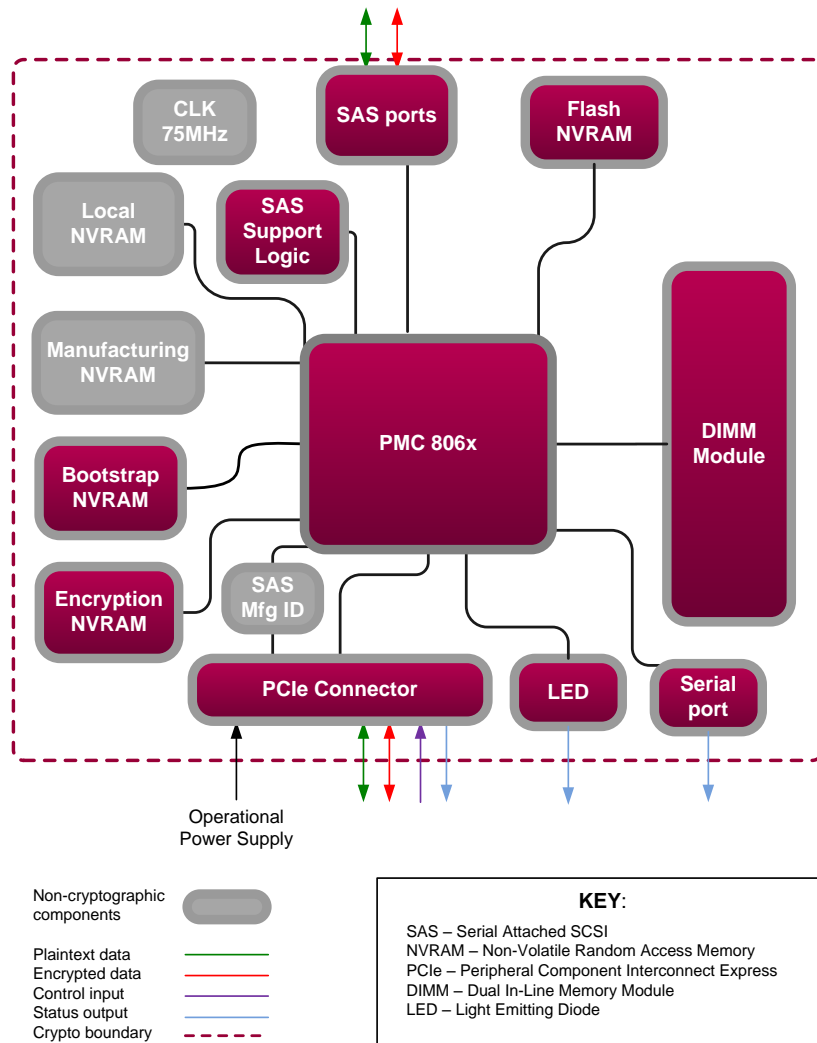 CLK
75MHz
SAS ports
Flash
NVRAM
Local
NVRAM
SAS
Support
Logic
Manufacturing
NVRAM
PMC 806x
DIMM
Module
Bootstrap
NVRAM
Encryption
NVRAM
SAS
Mfg ID
PCIe Connector
LED
Serial
port
Operational
Power Supply
Non-cryptographic
components
Plaintext data
Encrypted data
Control input
Status output
Crypto boundary
KEY:
SAS – Serial Attached SCSI
NVRAM – Non-Volatile Random Access Memory
PCIe – Peripheral Component Interconnect Express
DIMM – Dual In-Line Memory Module
LED – Light Emitting Diode